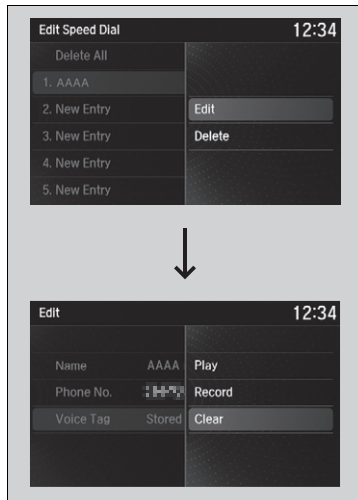 Edit Speed Dial 12:34
Delete All
1. AAAA
2. New Entry Edit
3. New Entry Delete
4. New Entry
5. New Entry
Edit 12:34
Name AAAA Play
Phone No. Record
Voice Tag Stored Clear